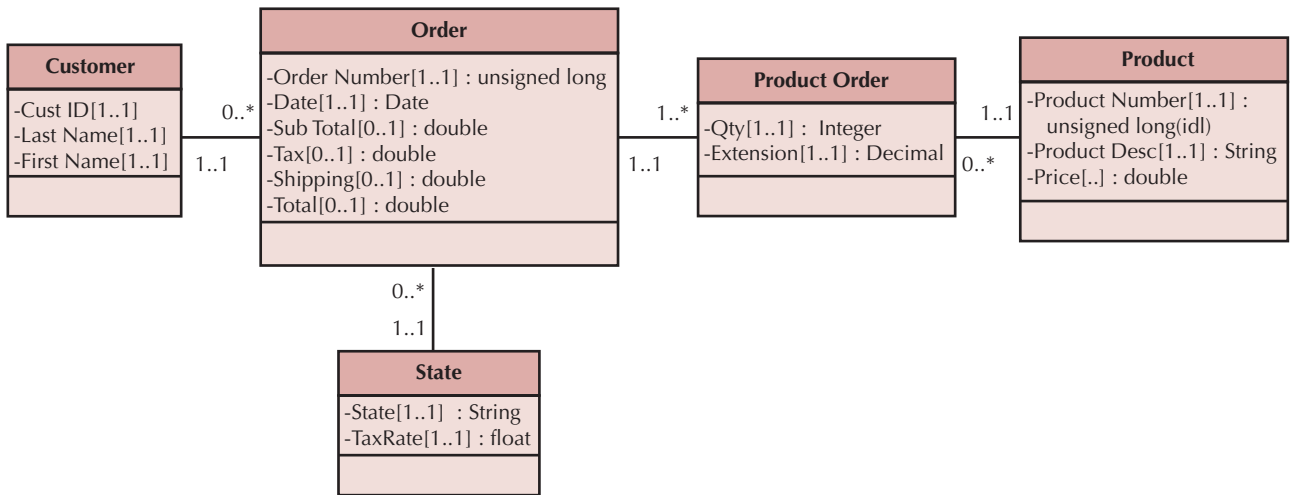 Customer
-Cust ID[1..1]
-Last Name[1..1]
-First Name[1..1]
0..*
1..1
Order
-Order Number[1..1] : unsigned long
-Date[1..1] : Date
-Sub Total[0..1] : double
-Tax[0..1] : double
-Shipping[0..1] : double
-Total[0..1] : double
1..*
1..1
Product Order
-Qty[1..1] : Integer
-Extension[1..1] : Decimal
1..1
0..*
Product
-Product Number[1..1] :
unsigned long(idl)
-Product Desc[1..1] : String
-Price[..] : double
0..*
1..1
State
-State[1..1] : String
-TaxRate[1..1] : float